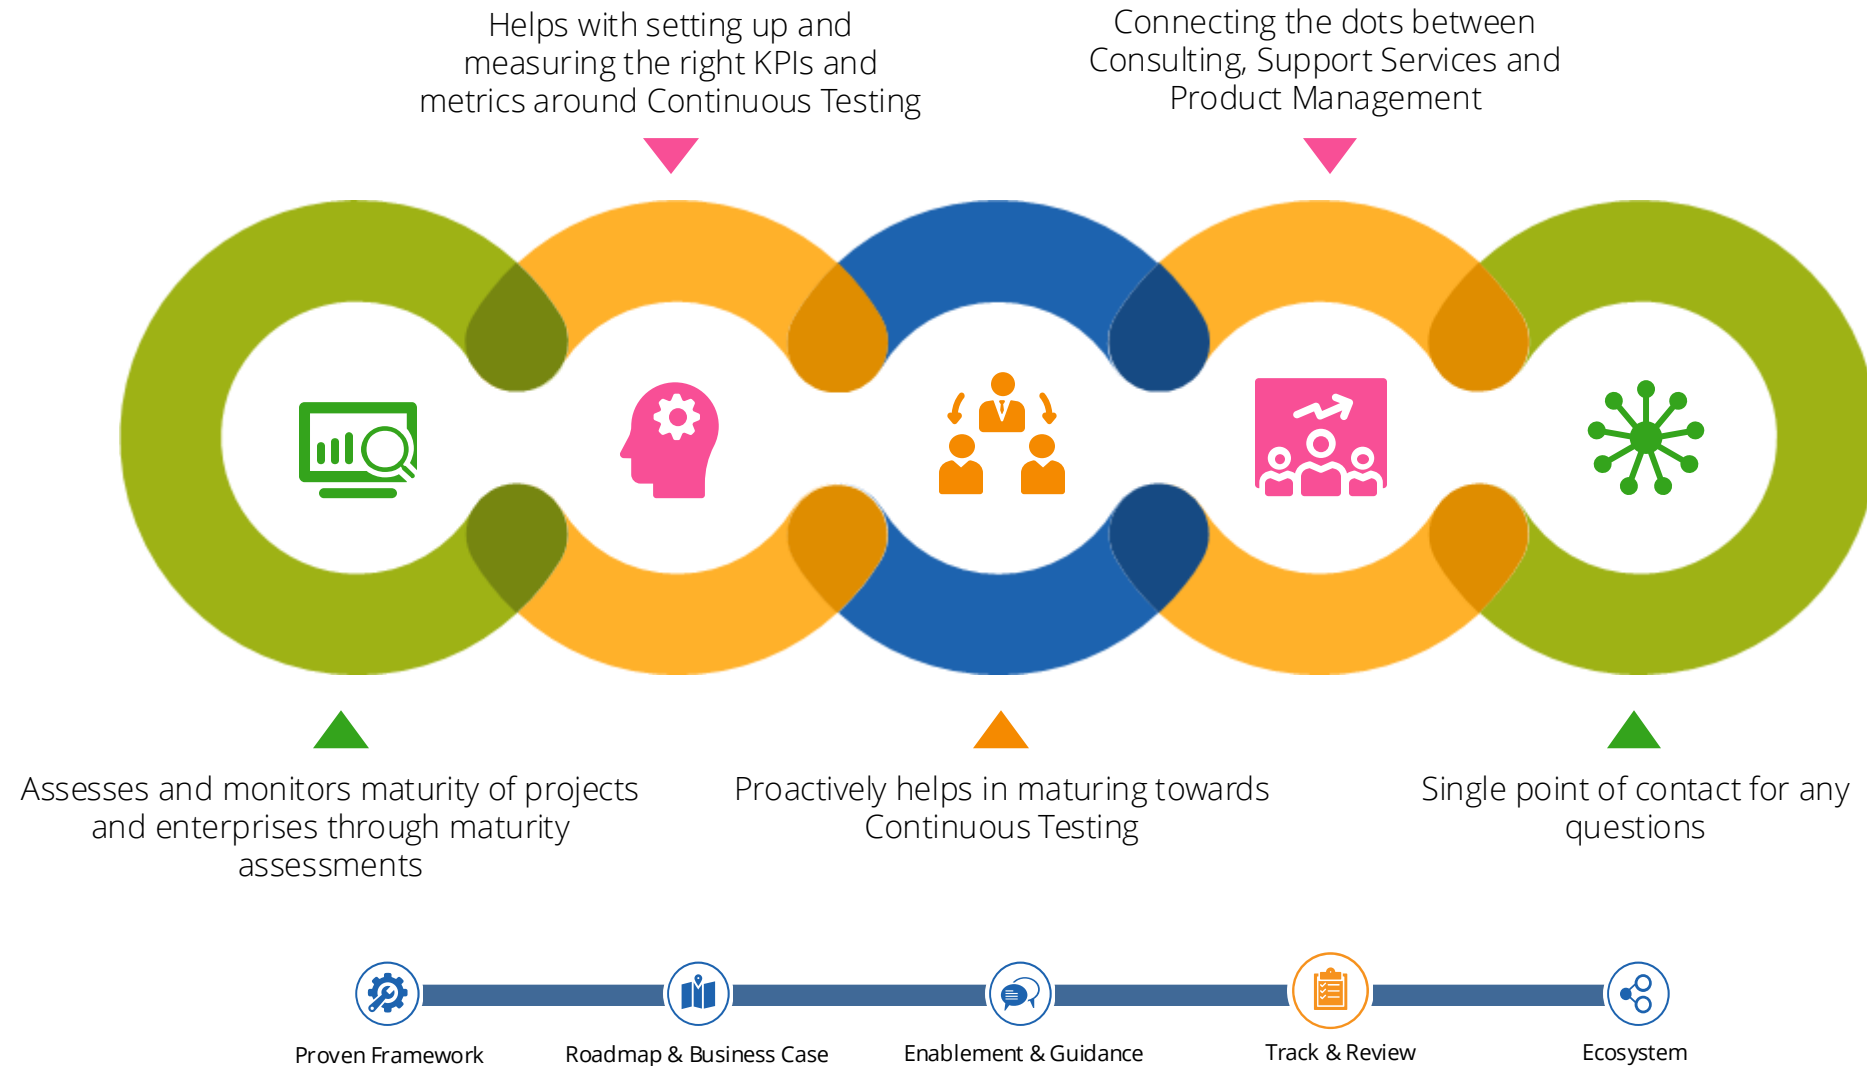 Helps with setting up and
measuring the right KPIs and
metrics around Continuous Testing
Connecting the dots between
Consulting, Support Services and
Product Management
Assesses and monitors maturity of projects
and enterprises through maturity
assessments
Proactively helps in maturing towards
Continuous Testing
Single point of contact for any
questions
Proven Framework
Roadmap & Business Case
Enablement & Guidance
Track & Review
Ecosystem